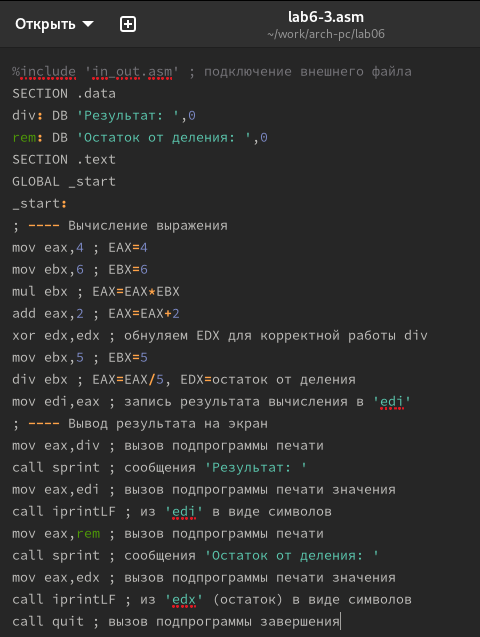 Открыть
lab6-3.asm
~/work/arch-pc/lab06
%include 'in_out.asm' ; подключение внешнего файла
SECTION .data
div: DB 'Результат: ',0
rem: DB 'Остаток от деления: ',0
SECTION .text
GLOBAL _start
_start:
; ---- Вычисление выражения
mov eax,4 ; EAX=4
mov ebx,6 ; EBX=6
mul ebx ; EAX=EAX*EBX
add eax,2 ; EAX=EAX+2
xor edx,edx ; обнуляем EDX для корректной работы div
mov ebx,5 ; EBX=5
div ebx ; EAX=EAX/5, EDX=остаток от деления
mov edi,eax ; запись результата вычисления в 'edi'
; ---- Вывод результата на экран
mov eax,div ; вызов подпрограммы печати
call sprint ; сообщения 'Результат: '
mov eax,edi ; вызов подпрограммы печати значения
call iprintLF ; из 'edi' в виде символов
mov eax,rem ; вызов подпрограммы печати
call sprint ; сообщения 'Остаток от деления: '
mov eax,edx ; вызов подпрограммы печати значения
call iprintLF ; из 'edx' (остаток) в виде символов
call quit ; вызов подпрограммы завершения